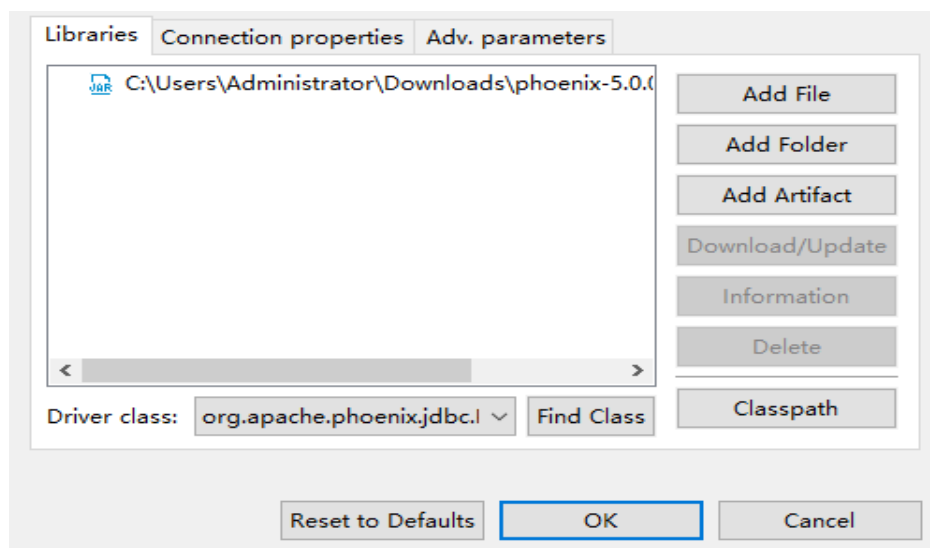 Libraries Connection properties Adv. parameters
JAR C:\Users\Administrator\Downloads\phoenix-5.0.(
Add File
Add Folder
Add Artifact
Download/Update
Information
Delete
Classpath
Driver class: org.apache.phoenix.jdbc.I Find Class
Reset to Defaults OK Cancel